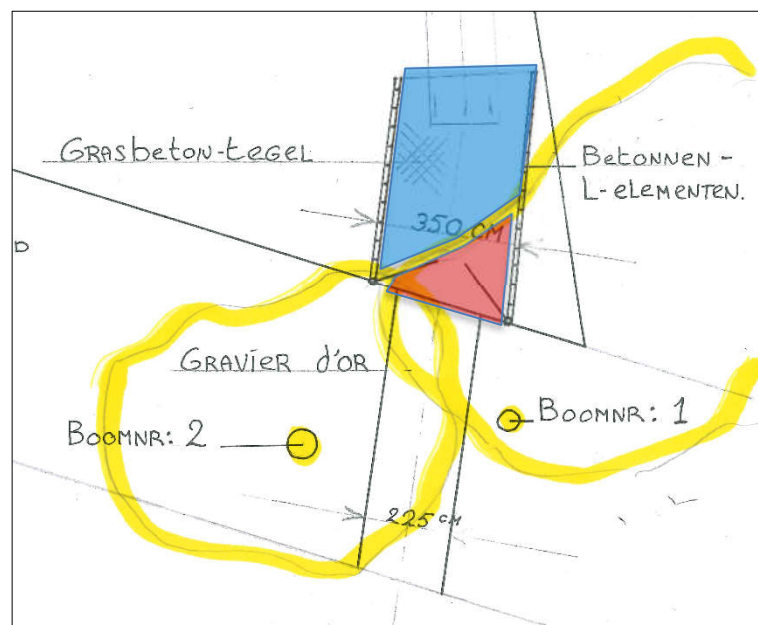 Grasbeton-tegel
Betonnen -
L-elementen.
350 cm
D
Gravier d'or
Boomnr: 2
Boomnr: 1
225 cm